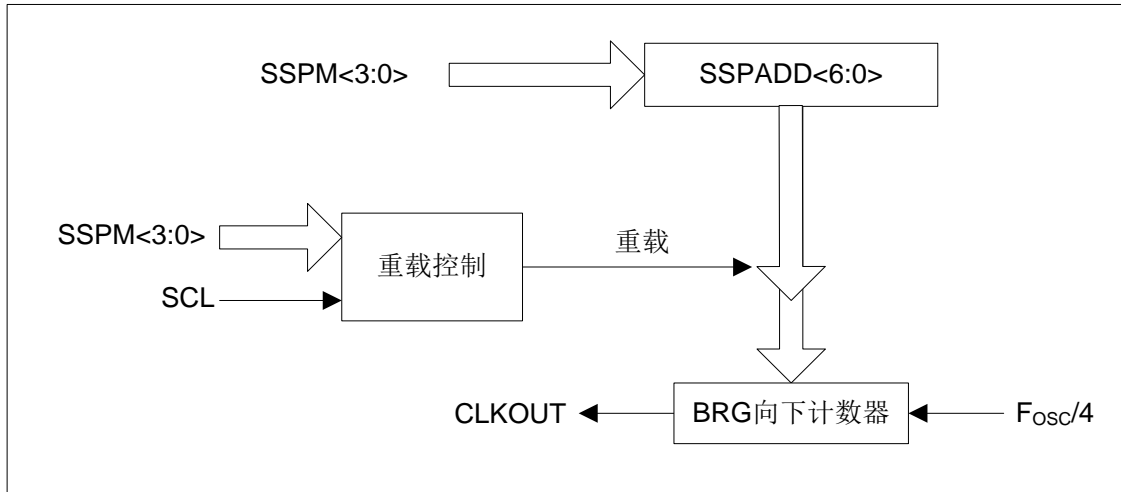 SSPM<3:0>
SSPADD<6:0>
SSPM<3:0>
重载控制
重载
SCL
CLKOUT
BRG向下计数器
FOSC/4